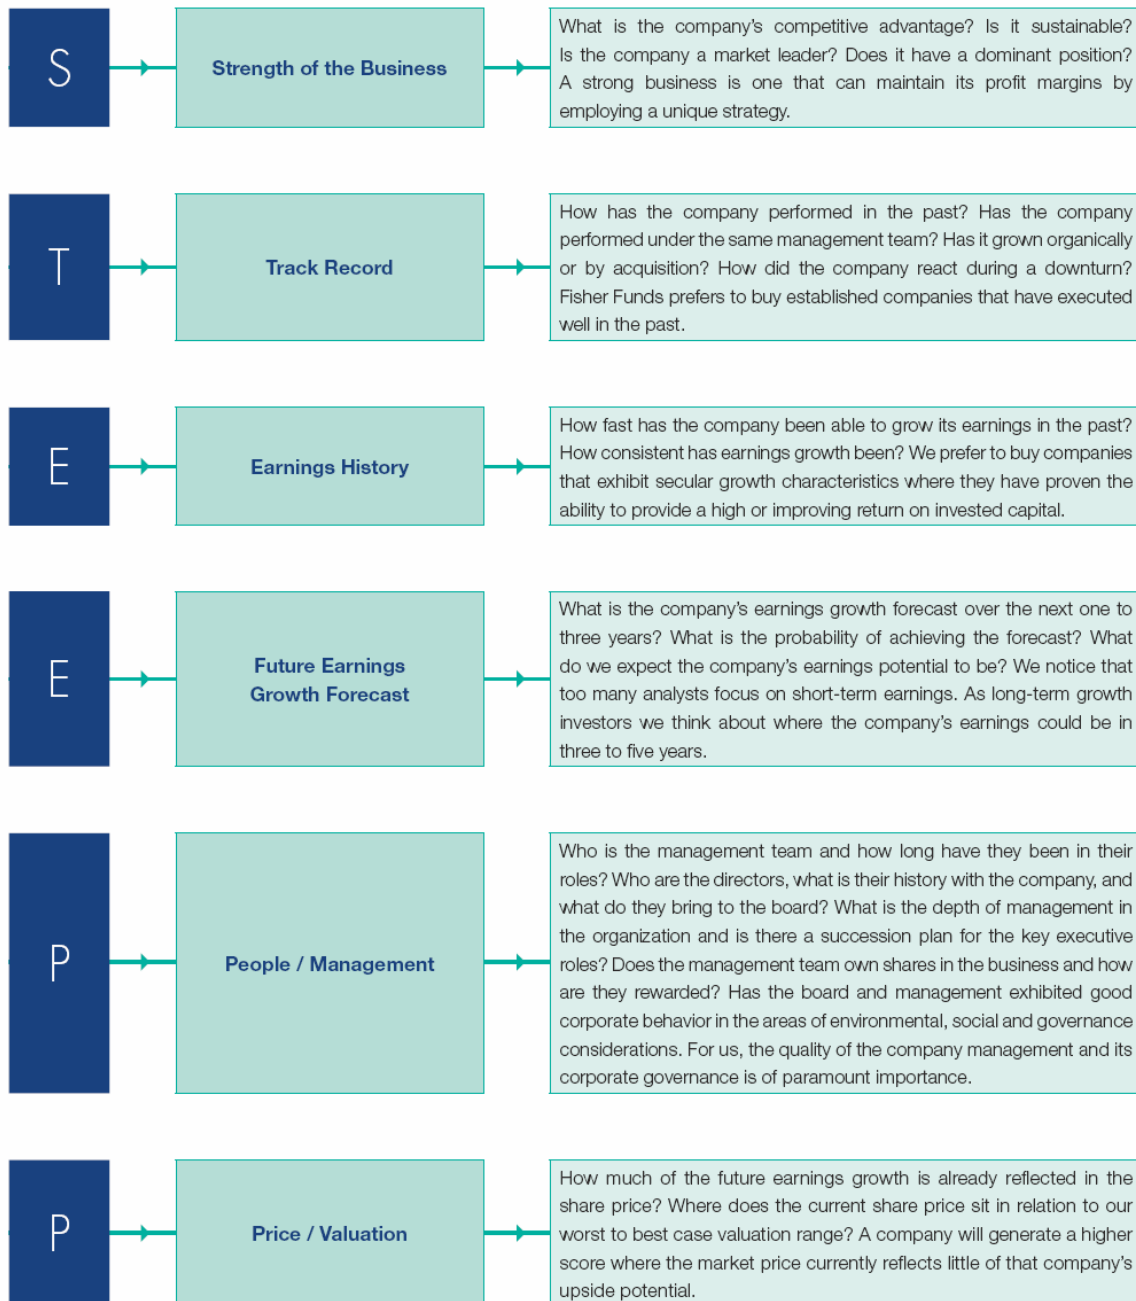 S
Strength of the Business
What is the company's competitive advantage? Is it sustainable?
Is the company a market leader? Does it have a dominant position?
A strong business is one that can maintain its profit margins by
employing a unique strategy.
T
Track Record
How has the company performed in the past? Has the company
performed under the same management team? Has it grown organically
or by acquisition? How did the company react during a downturn?
Fisher Funds prefers to buy established companies that have executed
well in the past.
E
Earnings History
How fast has the company been able to grow its earnings in the past?
How consistent has earnings growth been? We prefer to buy companies
that exhibit secular growth characteristics where they have proven the
ability to provide a high or improving return on invested capital.
E
Future Earnings
Growth Forecast
What is the company's earnings growth forecast over the next one to
three years? What is the probability of achieving the forecast? What
do we expect the company's earnings potential to be? We notice that
too many analysts focus on short-term earnings. As long-term growth
investors we think about where the company's earnings could be in
three to five years.
P
People / Management
Who is the management team and how long have they been in their
roles? Who are the directors, what is their history with the company, and
what do they bring to the board? What is the depth of management in
the organization and is there a succession plan for the key executive
roles? Does the management team own shares in the business and how
are they rewarded? Has the board and management exhibited good
corporate behavior in the areas of environmental, social and governance
considerations. For us, the quality of the company management and its
corporate governance is of paramount importance.
P
Price / Valuation
How much of the future earnings growth is already reflected in the
share price? Where does the current share price sit in relation to our
worst to best case valuation range? A company will generate a higher
score where the market price currently reflects little of that company's
upside potential.